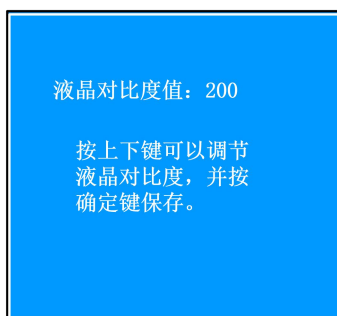 液晶对比度值：200
按上下键可以调节
液晶对比度，并按
确定键保存。